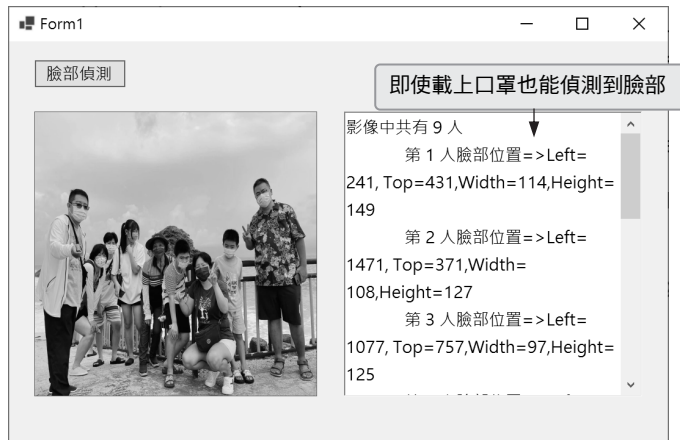 Form1
臉部偵測
即使載上口罩也能偵測到臉部
影像中共有 9 人
第 1 人臉部位置=>Left=
241, Top=431,Width=114,Height=
149
第 2 人臉部位置=>Left=
1471, Top=371,Width=
108,Height=127
第 3 人臉部位置=>Left=
1077, Top=757,Width=97,Height=
125